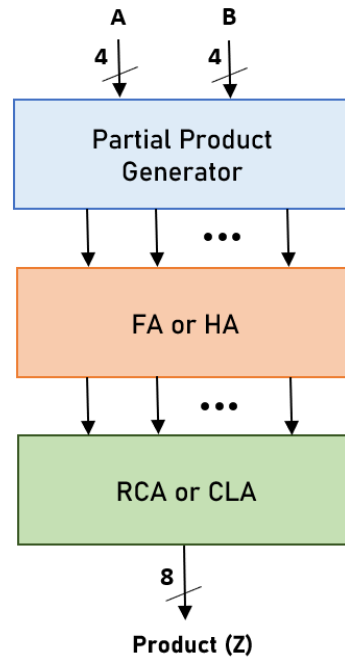 A B
4 4
Partial Product
Generator
•••
FA or HA
•••
RCA or CLA
8
Product (Z)